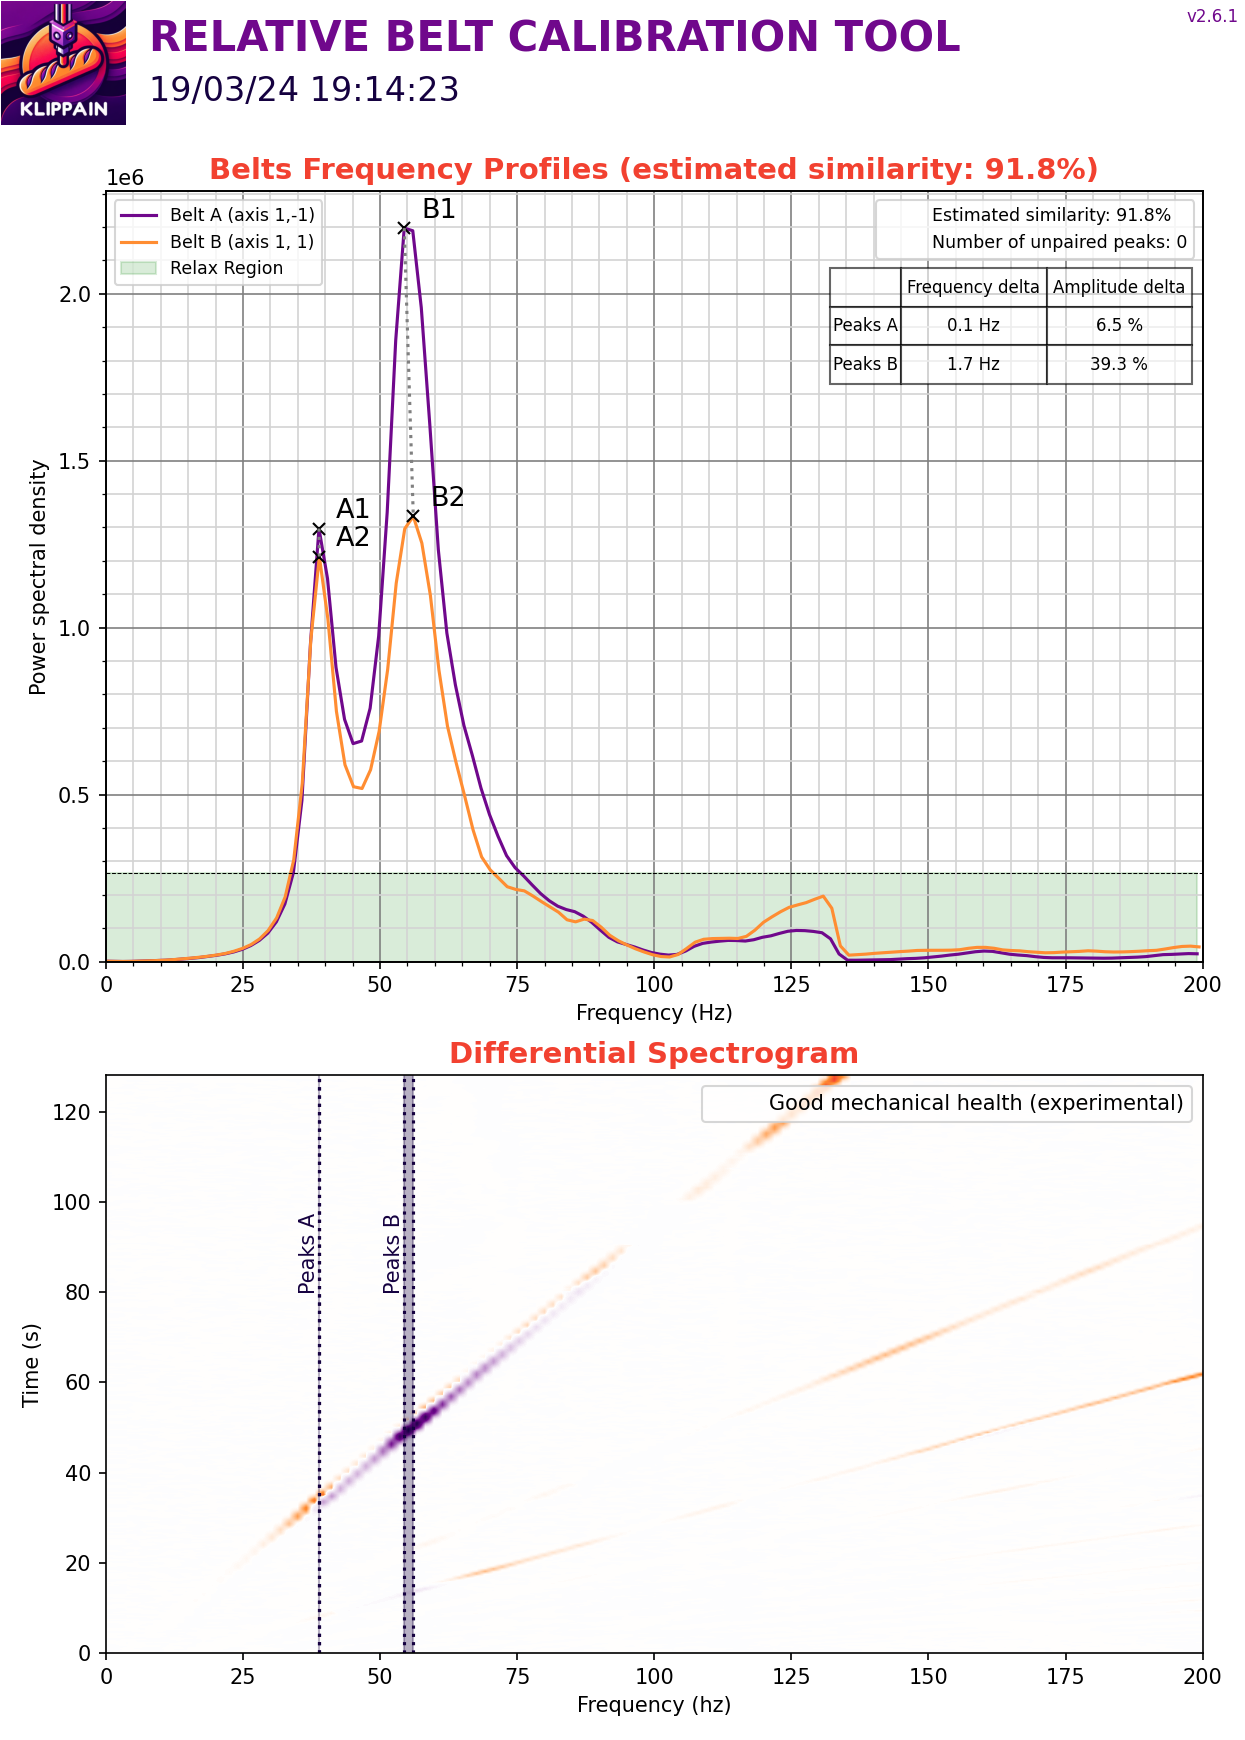 KLIPPAIN
RELATIVE BELT CALIBRATION TOOL
v2.6.1
19/03/24 19:14:23
Belts Frequency Profiles (estimated similarity: 91.8%)
1e6
Belt A (axis 1,-1)
Belt B (axis 1, 1)
Relax Region
Estimated similarity: 91.8%
Number of unpaired peaks: 0
Frequency delta Amplitude delta
Peaks A 0.1 Hz 6.5 %
Peaks B 1.7 Hz 39.3 %
B1
B2
A1
A2
Power spectral density
2.0
1.5
1.0
0.5
0.0
0 25 50 75 100 125 150 175 200
Frequency (Hz)
Differential Spectrogram
Good mechanical health (experimental)
Peaks A
Peaks B
Time (s)
120
100
80
60
40
20
0
0 25 50 75 100 125 150 175 200
Frequency (hz)